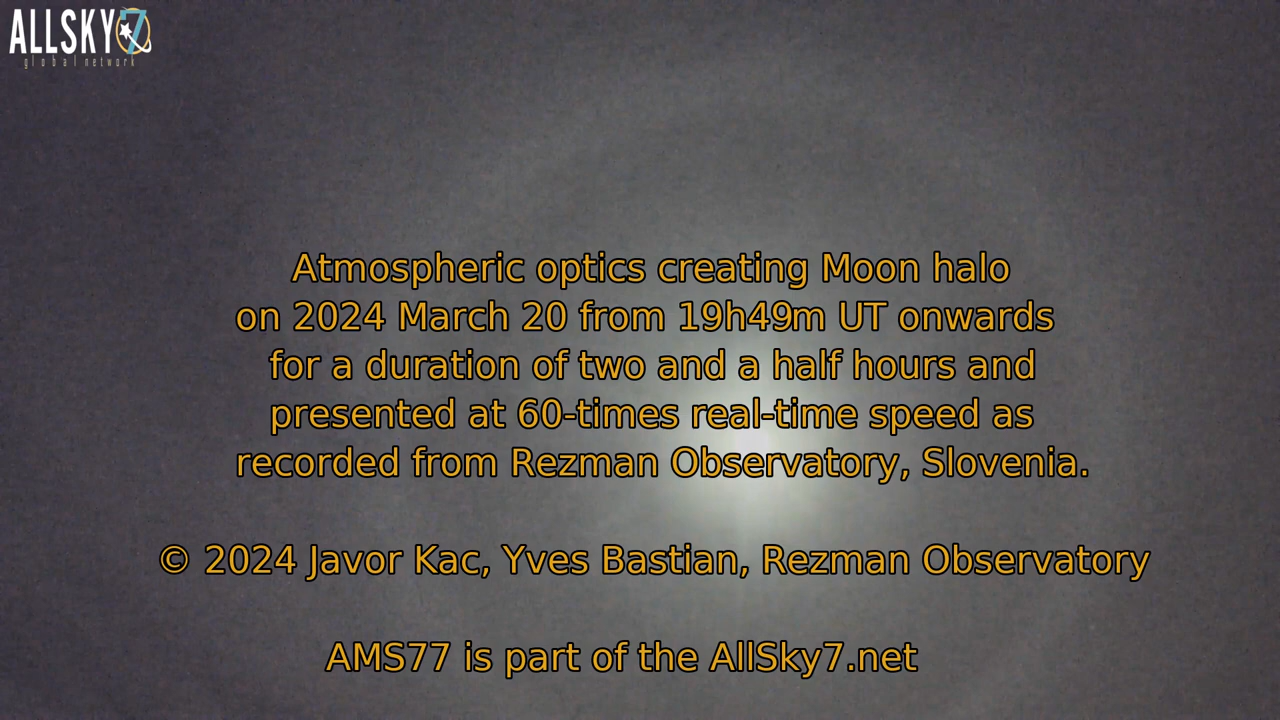 ALLSKY7
global network
Atmospheric optics creating Moon halo
on 2024 March 20 from 19h49m UT onwards
for a duration of two and a half hours and
presented at 60-times real-time speed as
recorded from Rezman Observatory, Slovenia.
© 2024 Javor Kac, Yves Bastian, Rezman Observatory
AMS77 is part of the AllSky7.net